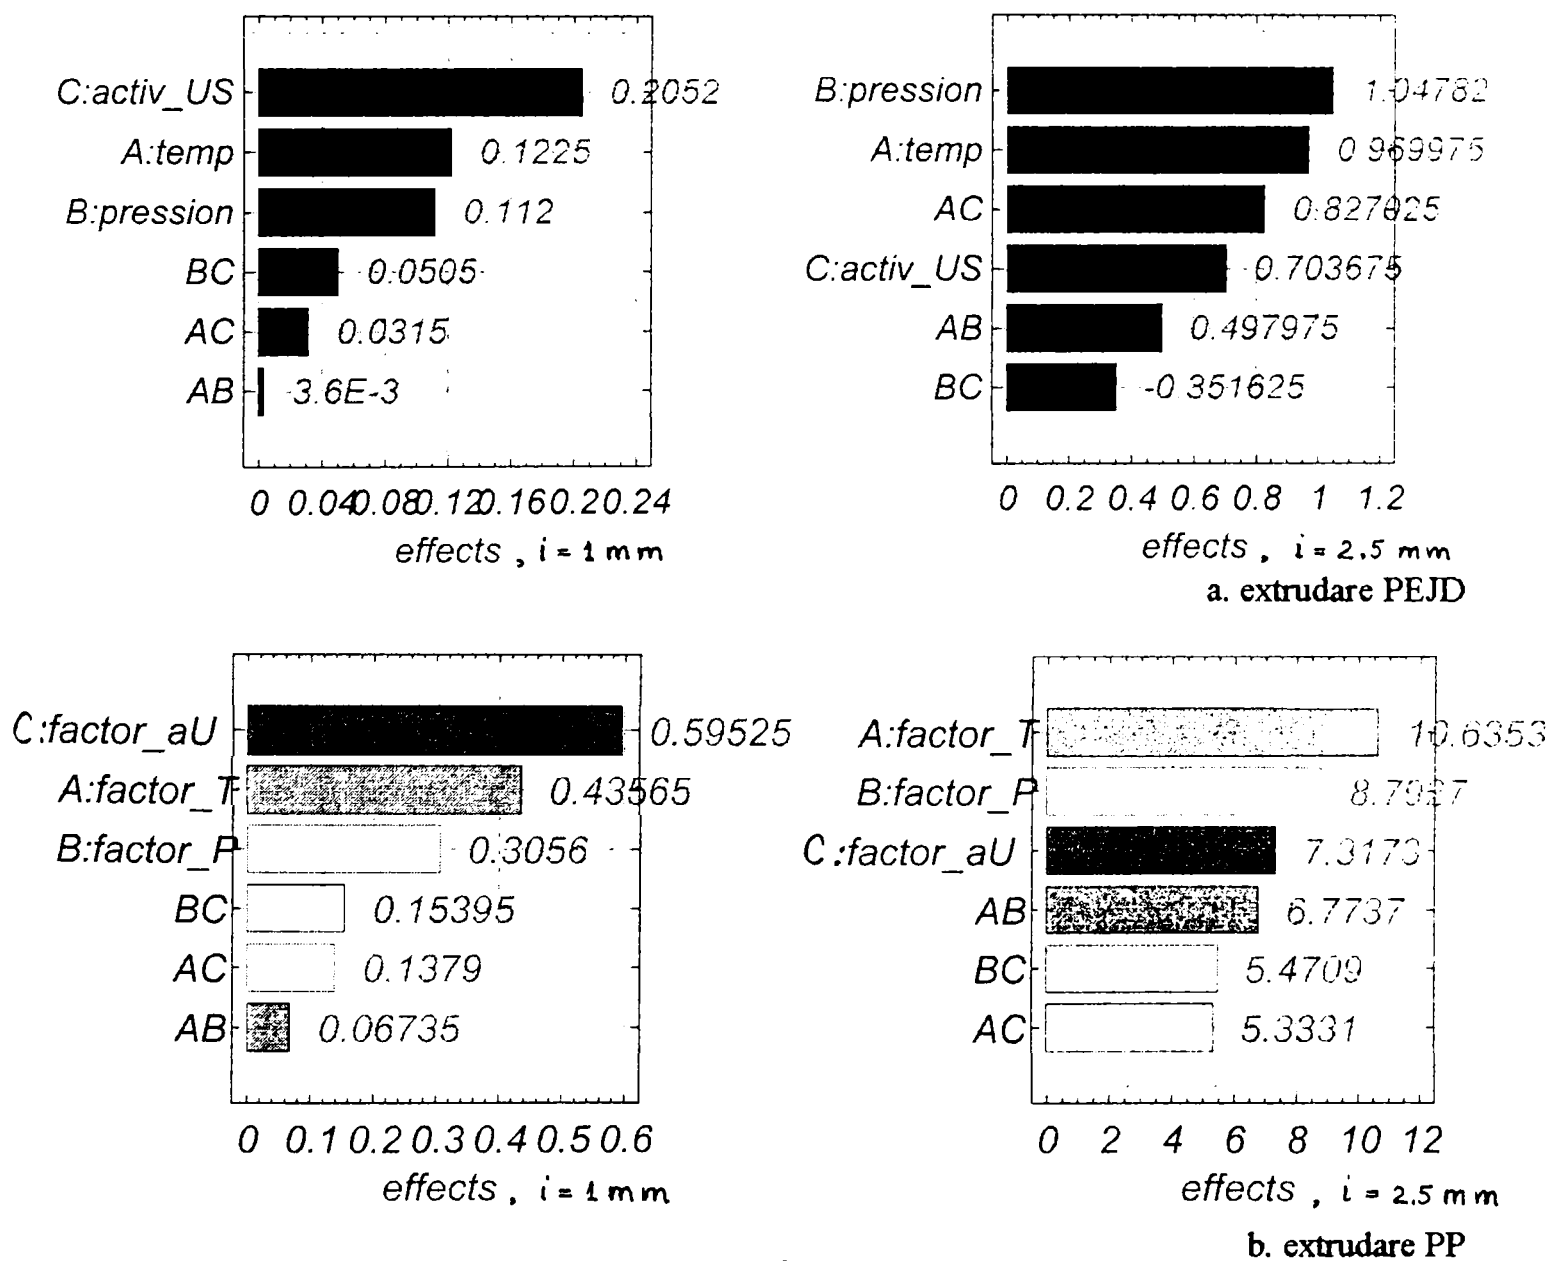 C:activ_US 0.2052
A:temp 0.1225
B:pression 0.112
BC 0.0505
AC 0.0315
AB -3.6E-3
0 0.04 0.08 0.12 0.16 0.2 0.24
effects , i = 1 mm
B:pression 1.04782
A:temp 0.969975
AC 0.827025
C:activ_US 0.703675
AB 0.497975
BC -0.351625
0 0.2 0.4 0.6 0.8 1 1.2
effects , i = 2.5 mm
a. extrudare PEJD
C:factor_aU 0.59525
A:factor_T 0.43565
B:factor_P 0.3056
BC 0.15395
AC 0.1379
AB 0.06735
0 0.1 0.2 0.3 0.4 0.5 0.6
effects , i = 1 mm
A:factor_T 10.6353
B:factor_P 8.7927
C:factor_aU 7.3173
AB 6.7737
BC 5.4709
AC 5.3331
0 2 4 6 8 10 12
effects , i = 2.5 mm
b. extrudare PP